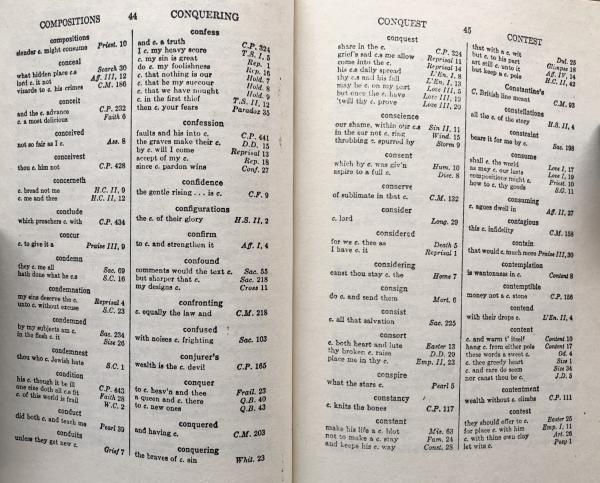 COMPOSITIONS 44 CONQUERING
compositions
slender c. might consume Priest. 10
conceal
what hidden place c.s Search 30
lord c. it not Aff. III, 12
vizards to c. his crimes C.M. 186
conceit
and the c. advance C.P. 232
c. a most delicious Faith 6
conceived
not so fair as I c. Ass. 8
conceivest
thou c. him not C.P. 428
concerneth
c. bread not me H.C. II, 9
c. me and thee H.C. II, 12
conclude
which preachers c. with C.P. 434
concur
c. to give it a Praise III, 9
condemn
they c. me all Sac. 69
hath done what he c.s S.C. 16
condemnation
my sins deserve the c. Reprisal 4
unto c. without excuse S.C. 23
condemned
by my subjects am c. Sac. 234
in the flesh c. it Size 26
condemnest
thou who c. Jewish hate S.C. 1
condition
his c. though it be ill C.P. 443
one size doth all c.s fit Faith 28
c. of this world is frail W.C. 2
conduct
did both c. and teach me Pearl 39
conduits
unless they get new c. Grief 7
confess
and c. a truth C.P. 324
I c. my heavy score T.S. I, 5
c. my sin is great Rep. 1
do c. my foolishness Rep. 16
c. that nothing is our Hold. 7
c. that he my succour Hold. 8
c. that we have nought Hold. 9
c. in the first thief T.S. II, 12
then c. your fears Paradox 35
confession
faults and his into c. C.P. 441
the graves make their c. D.D. 15
by c. will I come Reprisal 13
accept of my c. Rep. 18
since c. pardon wins Conf. 27
confidence
the gentle rising . . . is c. C.F. 9
configurations
the c. of their glory H.S. II, 2
confirm
to c. and strengthen it Aff. I, 4
confound
comments would the text c. Sac. 55
but sharper that c. Sac. 218
my designs c. Cross 11
confronting
c. equally the law and C.M. 218
confused
with noises c. frighting Sac. 103
conjurer's
wealth is the c. devil C.P. 165
conquer
to c. heav'n and thee Frail. 23
a queen and c. there Q.B. 40
to c. new ones Q.B. 43
conquered
and having c. C.M. 203
conquering
the braves of c. sin Whit. 23
CONQUEST 45 CONTEST
conquest
share in the c. C.P. 324
grief's sad c.s me allow Reprisal 4
come into the c. Reprisal 11
his c.s daily spread L'En. I, 8
thy c.s and his full L'En. I, 13
may be c. on my part Love III, 5
but once the c. have Love III, 19
'twill thy c. prove Love III, 20
conscience
our shame, within our c.s Sin II, 11
in the ear not c. ring Wind. 15
throbbing c. spurred by Storm 9
consent
which by c. was giv'n Hum. 10
aspire to a full c. Disc. 8
conserve
of sublimate in that c. C.M. 132
consider
c. lord Long. 29
considered
for we c. thee as Death 5
I have c. it Reprisal 1
considering
canst thou stay c. the Home 7
consign
do c. and send them Mort. 6
consist
c. all that salvation Sac. 225
consort
c. both heart and lute Easter 13
thy broken c. raise D.D. 29
place me in thy c. Emp. II, 23
conspire
what the stars c. Pearl 5
constancy
c. knits the bones C.P. 117
constant
make his life a c. blot Mis. 63
not to make a c. stay Fam. 24
and keeps his c. way Const. 28
that with a c. wit Dul. 25
but c. to his part Glimpse 18
art still c. unto it Aff. IV, 14
but keep a c. pole H.C. II, 42
Constantine's
C. British line meant C.M. 93
constellations
all the c. of the story H.S. II, 4
constraint
bears it for me by c. Sac. 198
consume
shall c. the world Love I, 17
as may c. our lusts Love I, 19
compositions might c. Priest. 10
how to c. thy goods S.C. 11
consuming
c. agues dwell in Aff. II, 27
contagious
c. this is infidelity C.M. 158
contain
that would c. much more Praise III, 30
contemplation
is wantonness in c. Content 8
contemptible
money not a c. stone C.P. 156
contend
with their drops c. L'En. II, 4
content
c. and warm t' itself Content 10
hang c. from either pole Content 17
these words a sweet c. Od. 4
c. thee greedy heart Size 1
c. and care do seem Size 34
nor canst thou be c. J.D. 5
contentment
wealth without c. climbs C.P. 111
contest
they should offer to c. Easter 25
for place c. with him Emp. I, 11
c. with thine own clay Art. 26
let wits c. Posy 1